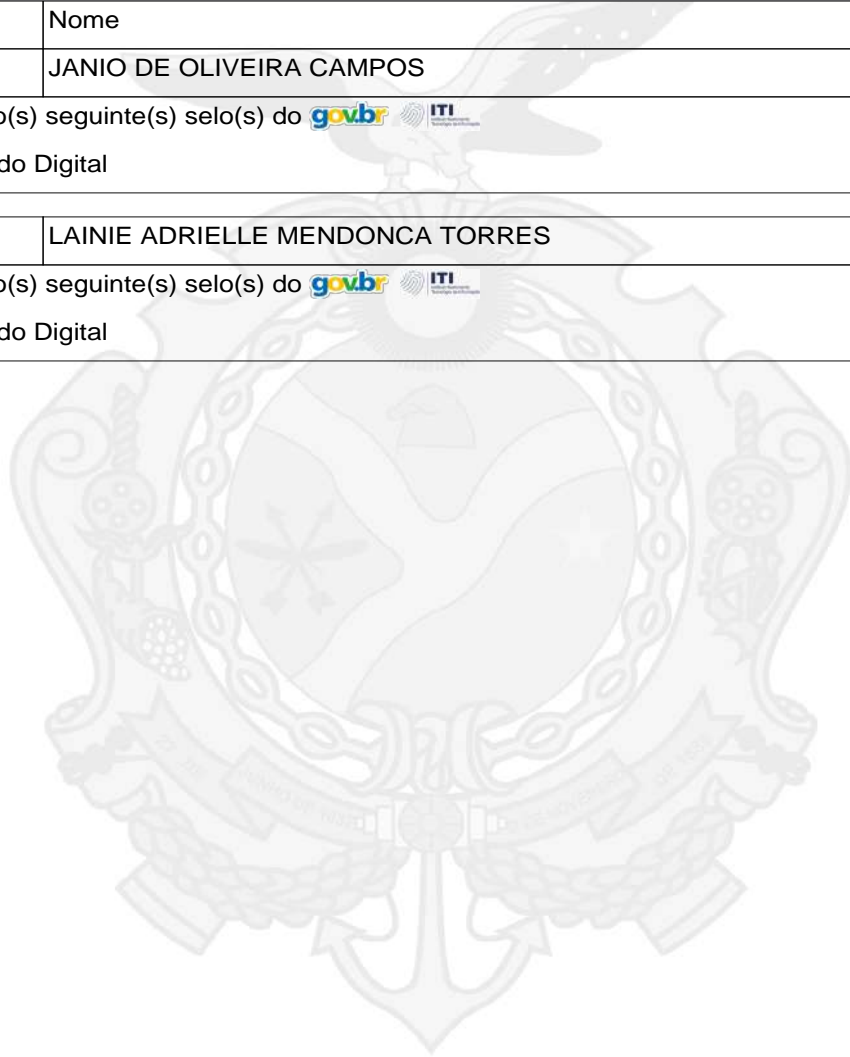 Nome
JANIO DE OLIVEIRA CAMPOS
o(s) seguinte(s) selo(s) do gov.br ITI
do Digital
LAINIE ADRIELLE MENDONCA TORRES
o(s) seguinte(s) selo(s) do gov.br ITI
do Digital